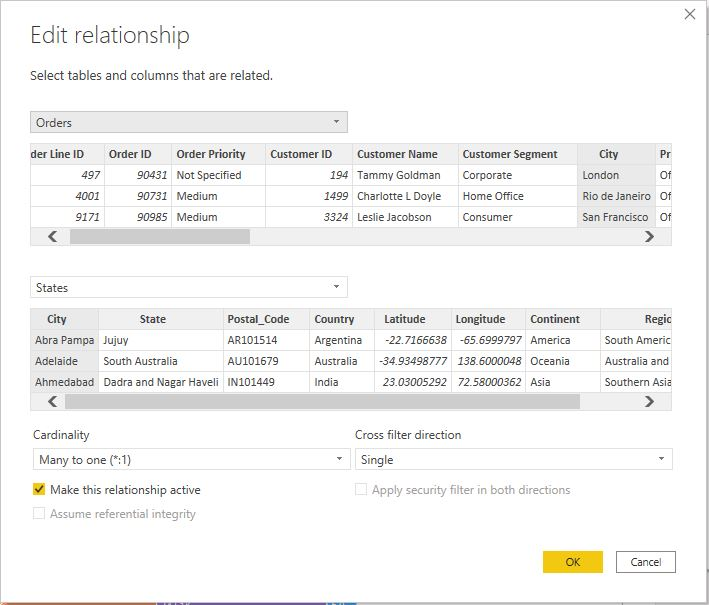 Edit relationship
Select tables and columns that are related.
Orders
der Line ID Order ID Order Priority Customer ID Customer Name Customer Segment City Pr
497 90431 Not Specified 194 Tammy Goldman Corporate London Of
4001 90731 Medium 1499 Charlotte L Doyle Home Office Rio de Janeiro Of
9171 90985 Medium 3324 Leslie Jacobson Consumer San Francisco Of
States
City State Postal_Code Country Latitude Longitude Continent Regio
Abra Pampa Jujuy AR101514 Argentina -22.7166638 -65.6999797 America South Americ
Adelaide South Australia AU101679 Australia -34.93498777 138.6000048 Oceania Australia and
Ahmedabad Dadra and Nagar Haveli IN101449 India 23.03005292 72.58000362 Asia Southern Asia
Cardinality Cross filter direction
Many to one (*:1) Single
Make this relationship active Apply security filter in both directions
Assume referential integrity
OK Cancel